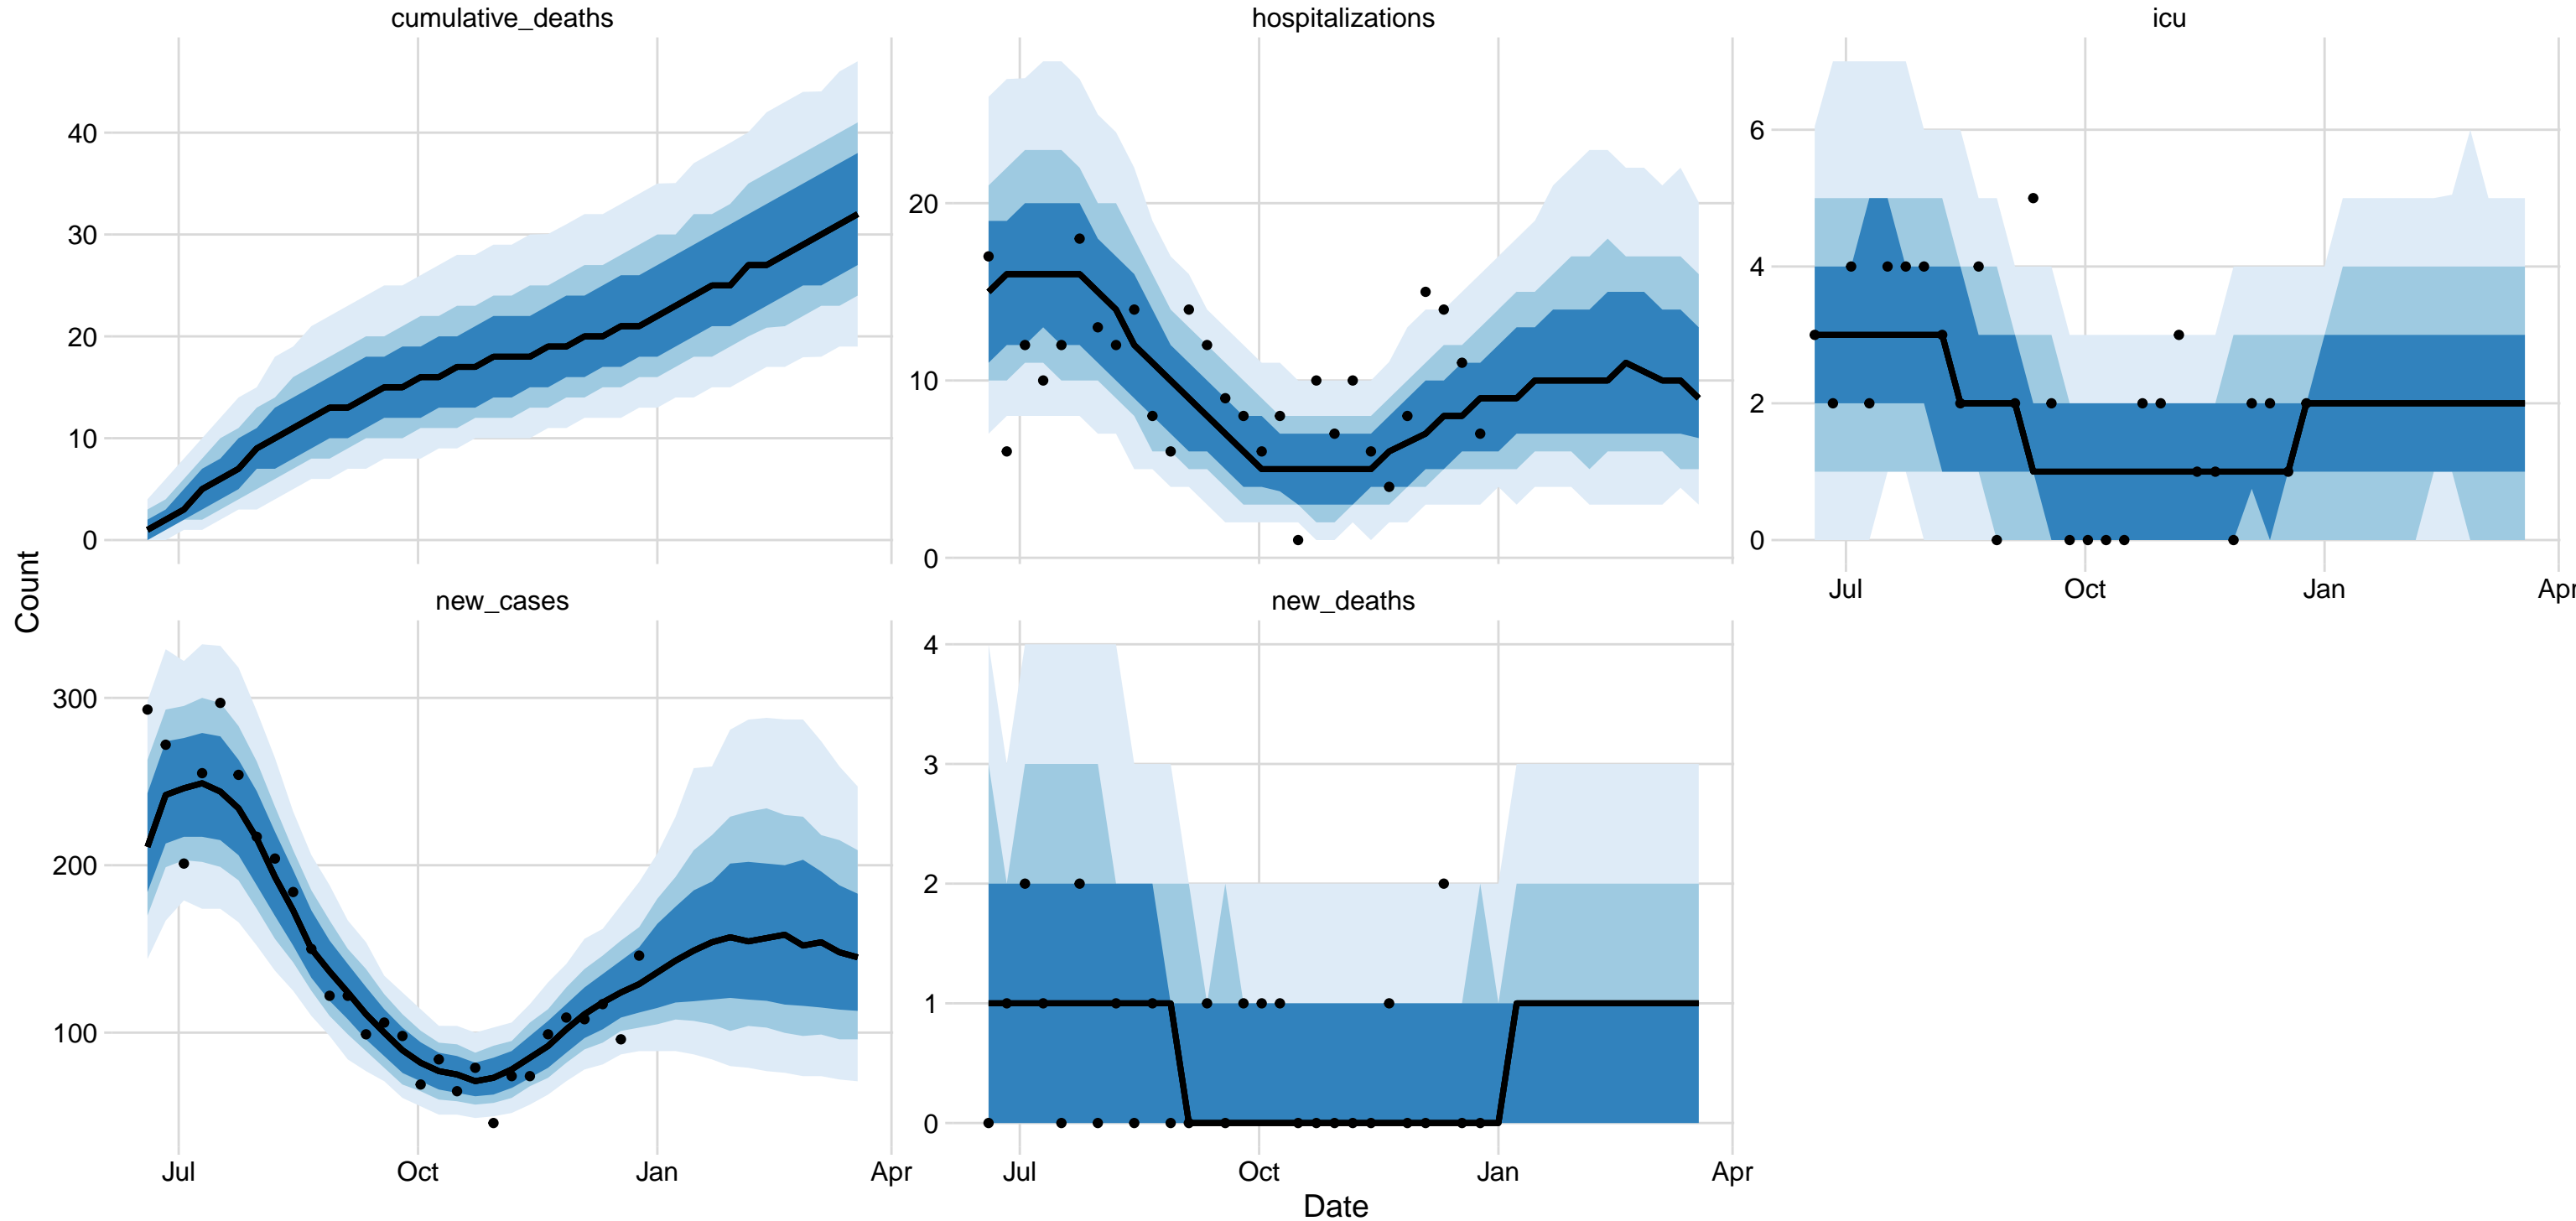 cumulative_deaths
hospitalizations
icu
40
30
20
10
0
20
10
0
6
4
2
0
Jul Oct Jan Apr
Count
new_cases
new_deaths
300
200
100
4
3
2
1
0
Jul Oct Jan Apr
Jul Oct Jan Apr
Date